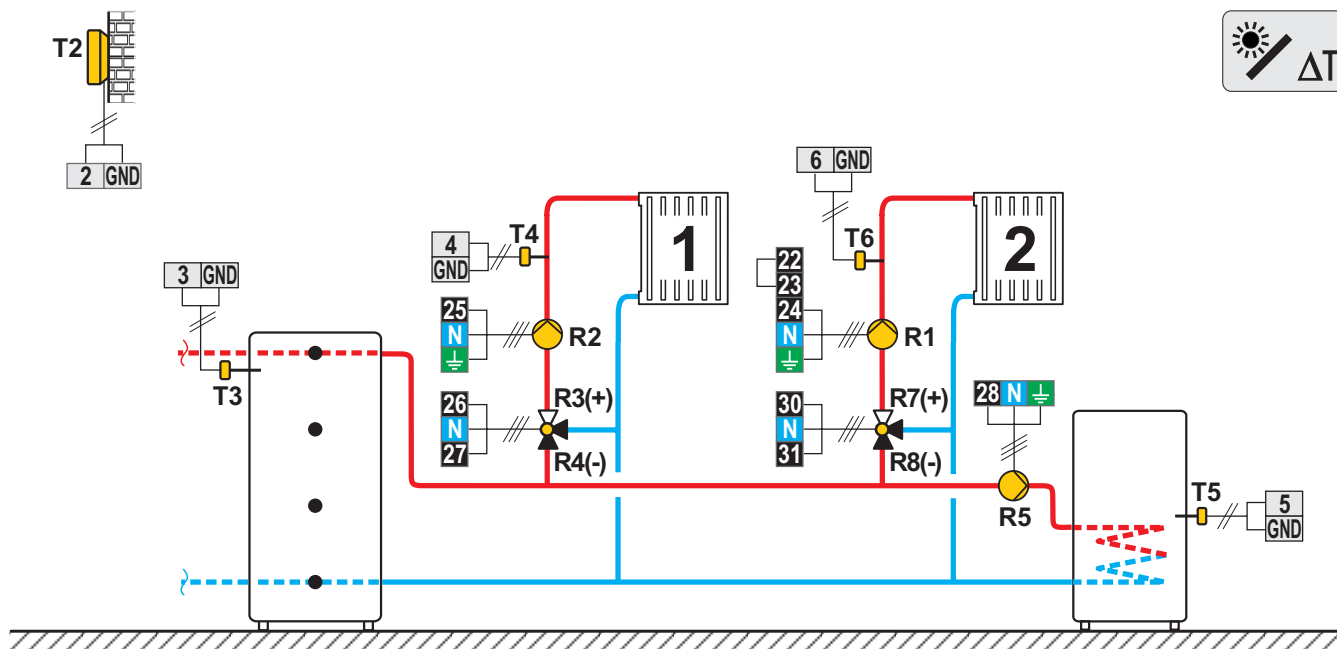 T2
2 GND
ΔT
6 GND
4
GND
T4
1
T6
2
3 GND
T3
22
23
25
N
R2
24
N
R1
26
N
27
R3(+)
R4(-)
30
N
31
R7(+)
R8(-)
28 N
R5
T5
5
GND